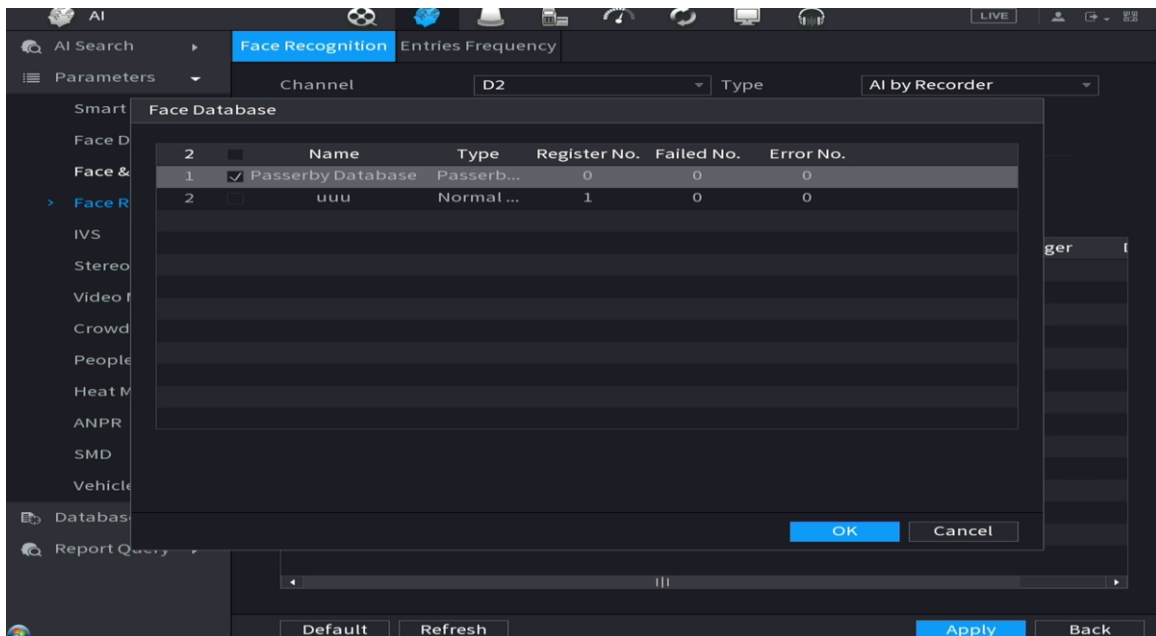 AI
LIVE
AI Search
Face Recognition Entries Frequency
Parameters
Channel D2 Type AI by Recorder
Smart
Face Database
Face D
2 Name Type Register No. Failed No. Error No.
Face &
1 Passerby Database Passerb... 0 0 0
Face R
2 uuu Normal ... 1 0 0
IVS
ger
Stereo
Video
Crowd
People
Heat M
ANPR
SMD
Vehicle
Databas
OK Cancel
Report Query
Default Refresh Apply Back